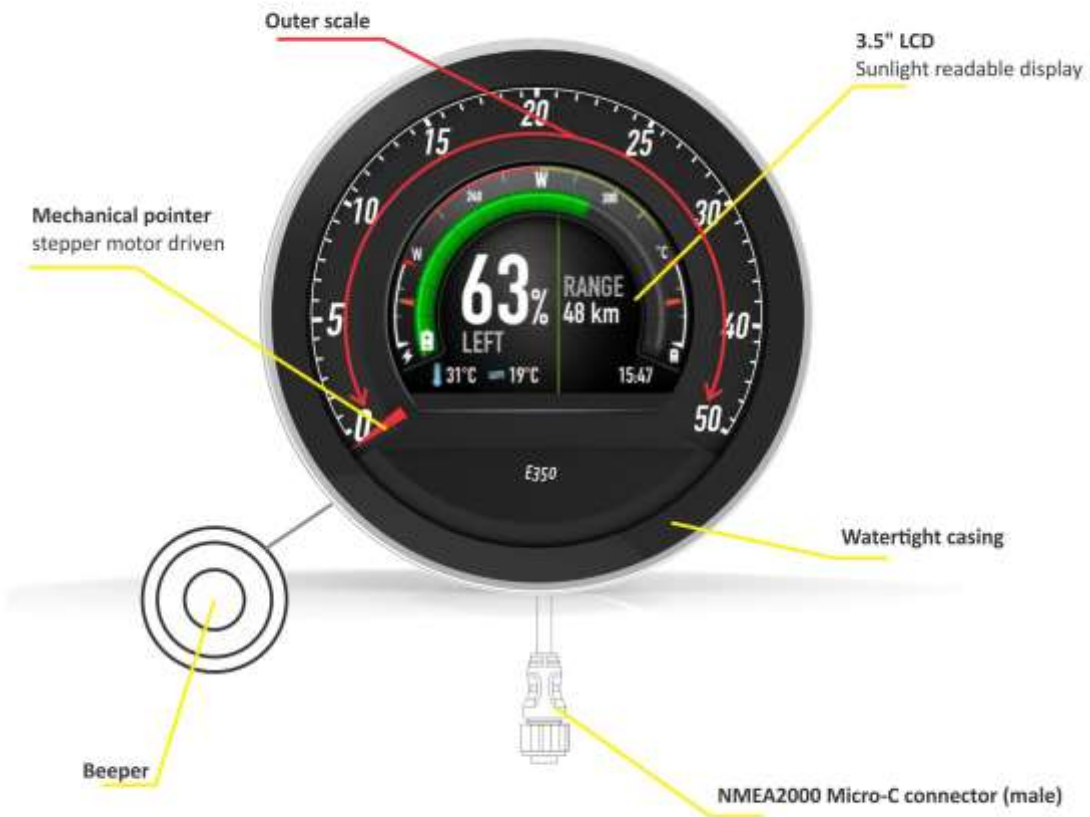 Outer scale
3.5" LCD
Sunlight readable display
Mechanical pointer
stepper motor driven
0
5
10
15
20
25
30
40
50
W
240
W
300
°C
63%
LEFT
RANGE
48 km
31°C
19°C
15:47
E350
Watertight casing
Beeper
NMEA2000 Micro-C connector (male)